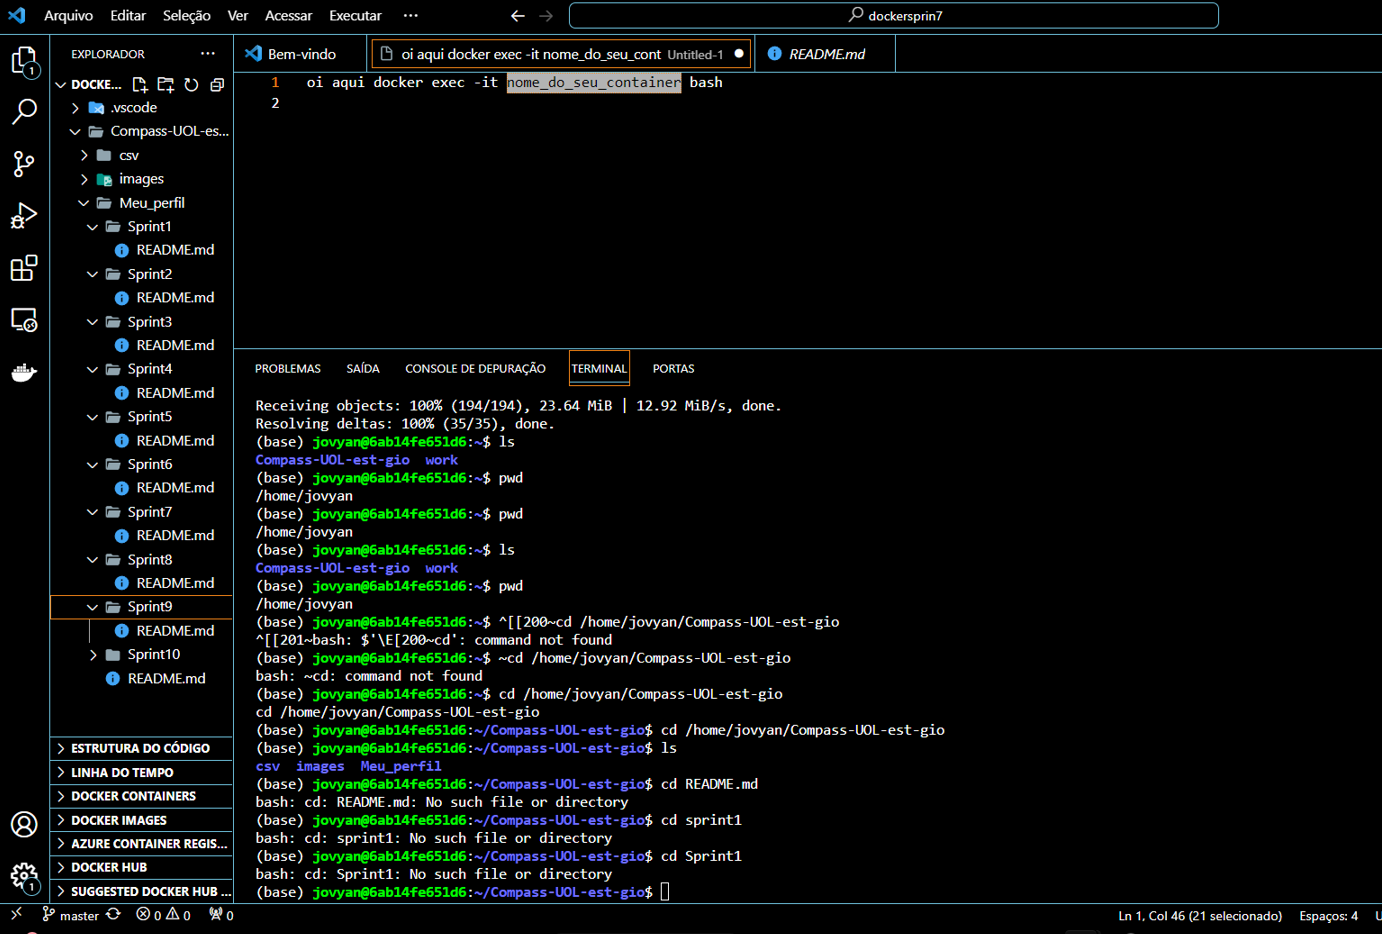 Arquivo Editar Seleção Ver Acessar Executar ··· dockersprin7
EXPLORADOR ···
DOCKE...
.vscode
Compass-UOL-es...
csv
images
Meu_perfil
Sprint1
README.md
Sprint2
README.md
Sprint3
README.md
Sprint4
README.md
Sprint5
README.md
Sprint6
README.md
Sprint7
README.md
Sprint8
README.md
Sprint9
README.md
Sprint10
README.md
ESTRUTURA DO CÓDIGO
LINHA DO TEMPO
DOCKER CONTAINERS
DOCKER IMAGES
AZURE CONTAINER REGIS...
DOCKER HUB
SUGGESTED DOCKER HUB ...
1
1
Bem-vindo oi aqui docker exec -it nome_do_seu_cont Untitled-1 README.md
1 oi aqui docker exec -it nome_do_seu_container bash
2
PROBLEMAS SAÍDA CONSOLE DE DEPURAÇÃO TERMINAL PORTAS
Receiving objects: 100% (194/194), 23.64 MiB | 12.92 MiB/s, done.
Resolving deltas: 100% (35/35), done.
(base) jovyan@6ab14fe651d6:~$ ls
Compass-UOL-est-gio work
(base) jovyan@6ab14fe651d6:~$ pwd
/home/jovyan
(base) jovyan@6ab14fe651d6:~$ pwd
/home/jovyan
(base) jovyan@6ab14fe651d6:~$ ls
Compass-UOL-est-gio work
(base) jovyan@6ab14fe651d6:~$ pwd
/home/jovyan
(base) jovyan@6ab14fe651d6:~$ ^[[200~cd /home/jovyan/Compass-UOL-est-gio
^[[201~bash: $'\E[200~cd': command not found
(base) jovyan@6ab14fe651d6:~$ ~cd /home/jovyan/Compass-UOL-est-gio
bash: ~cd: command not found
(base) jovyan@6ab14fe651d6:~$ cd /home/jovyan/Compass-UOL-est-gio
cd /home/jovyan/Compass-UOL-est-gio
(base) jovyan@6ab14fe651d6:~/Compass-UOL-est-gio$ cd /home/jovyan/Compass-UOL-est-gio
(base) jovyan@6ab14fe651d6:~/Compass-UOL-est-gio$ ls
csv images Meu_perfil
(base) jovyan@6ab14fe651d6:~/Compass-UOL-est-gio$ cd README.md
bash: cd: README.md: No such file or directory
(base) jovyan@6ab14fe651d6:~/Compass-UOL-est-gio$ cd sprint1
bash: cd: sprint1: No such file or directory
(base) jovyan@6ab14fe651d6:~/Compass-UOL-est-gio$ cd Sprint1
bash: cd: Sprint1: No such file or directory
(base) jovyan@6ab14fe651d6:~/Compass-UOL-est-gio$
master 0 0 0 Ln 1, Col 46 (21 selecionado) Espaços: 4